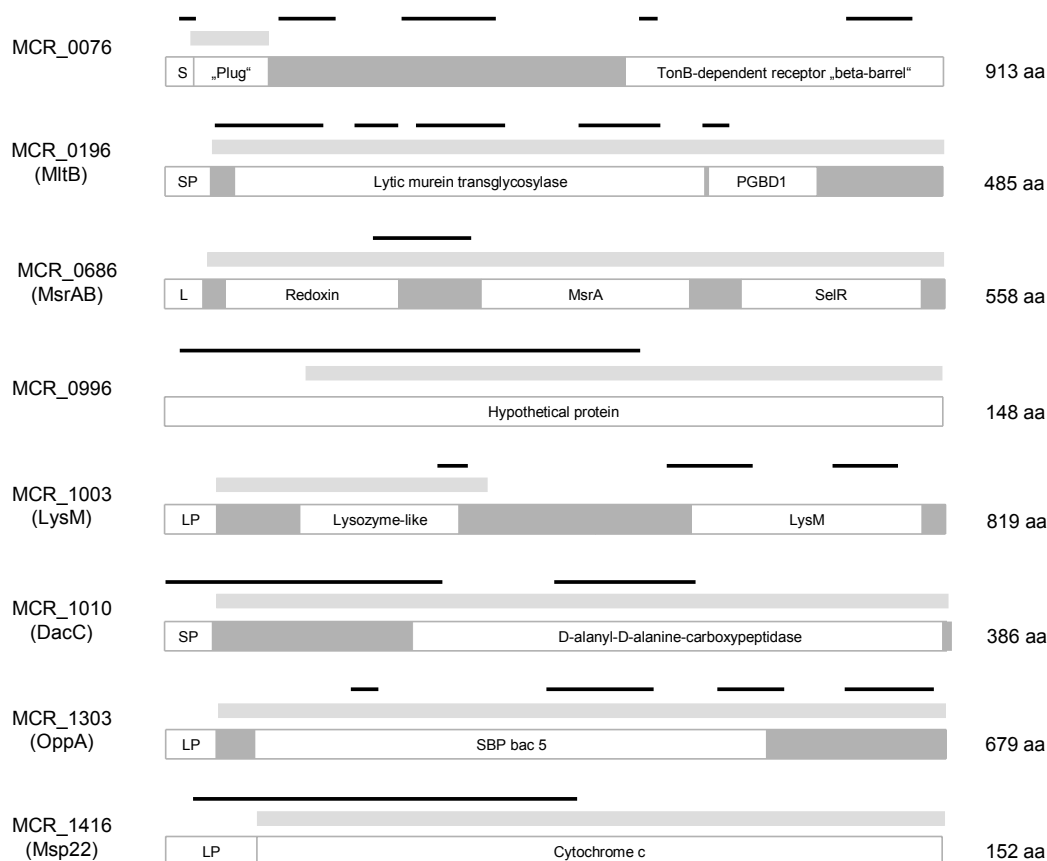 MCR_0076
S „Plug“ TonB-dependent receptor „beta-barrel“ 913 aa
MCR_0196
(MltB)
SP Lytic murein transglycosylase PGBD1 485 aa
MCR_0686
(MsrAB)
L Redoxin MsrA SelR 558 aa
MCR_0996
Hypothetical protein 148 aa
MCR_1003
(LysM)
LP Lysozyme-like LysM 819 aa
MCR_1010
(DacC)
SP D-alanyl-D-alanine-carboxypeptidase 386 aa
MCR_1303
(OppA)
LP SBP bac 5 679 aa
MCR_1416
(Msp22)
LP Cytochrome c 152 aa